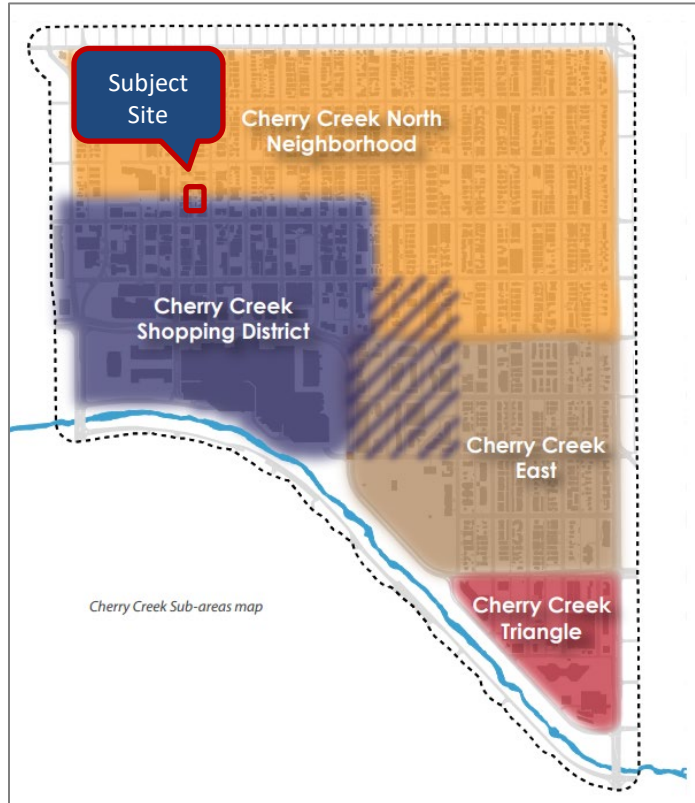 Subject
Site
Cherry Creek North
Neighborhood
Cherry Creek
Shopping District
Cherry Creek
East
Cherry Creek
Triangle
Cherry Creek Sub-areas map